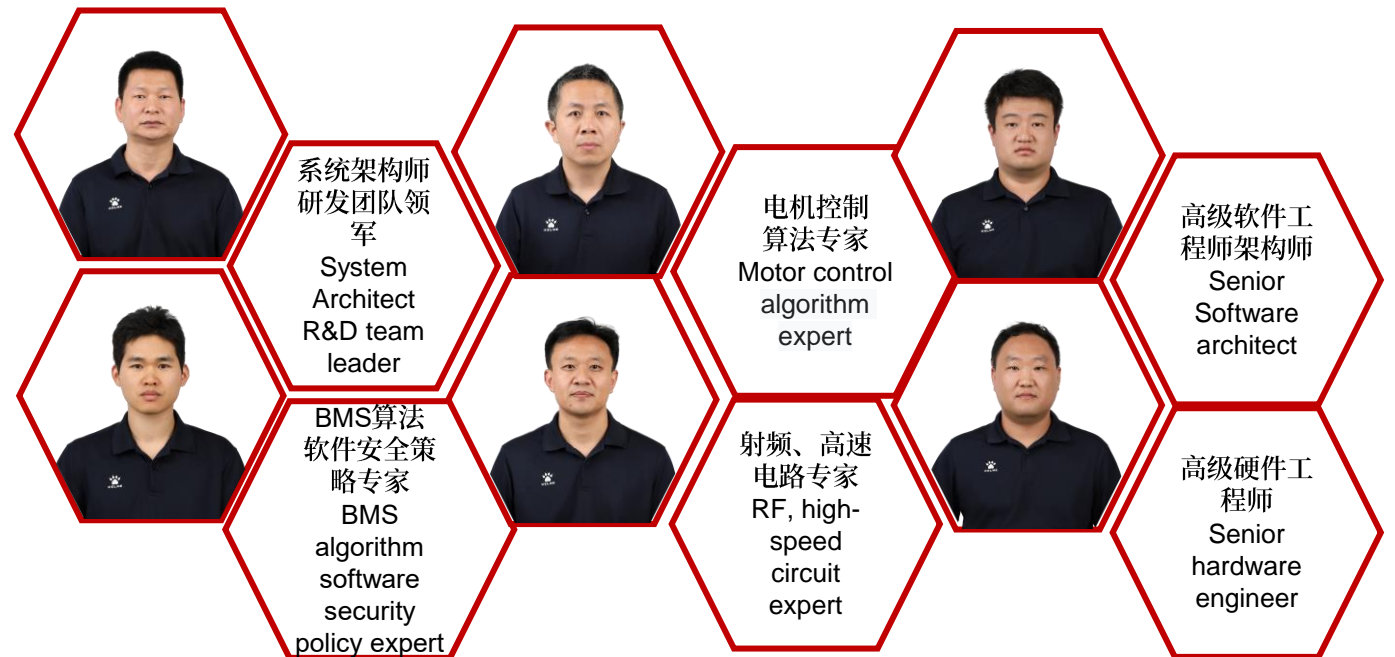 系统架构师
研发团队领
军
System
Architect
R&D team
leader
电机控制
算法专家
Motor control
algorithm
expert
高级软件工
程师架构师
Senior
Software
architect
BMS算法
软件安全策
略专家
BMS
algorithm
software
security
policy expert
射频、高速
电路专家
RF, high-
speed
circuit
expert
高级硬件工
程师
Senior
hardware
engineer